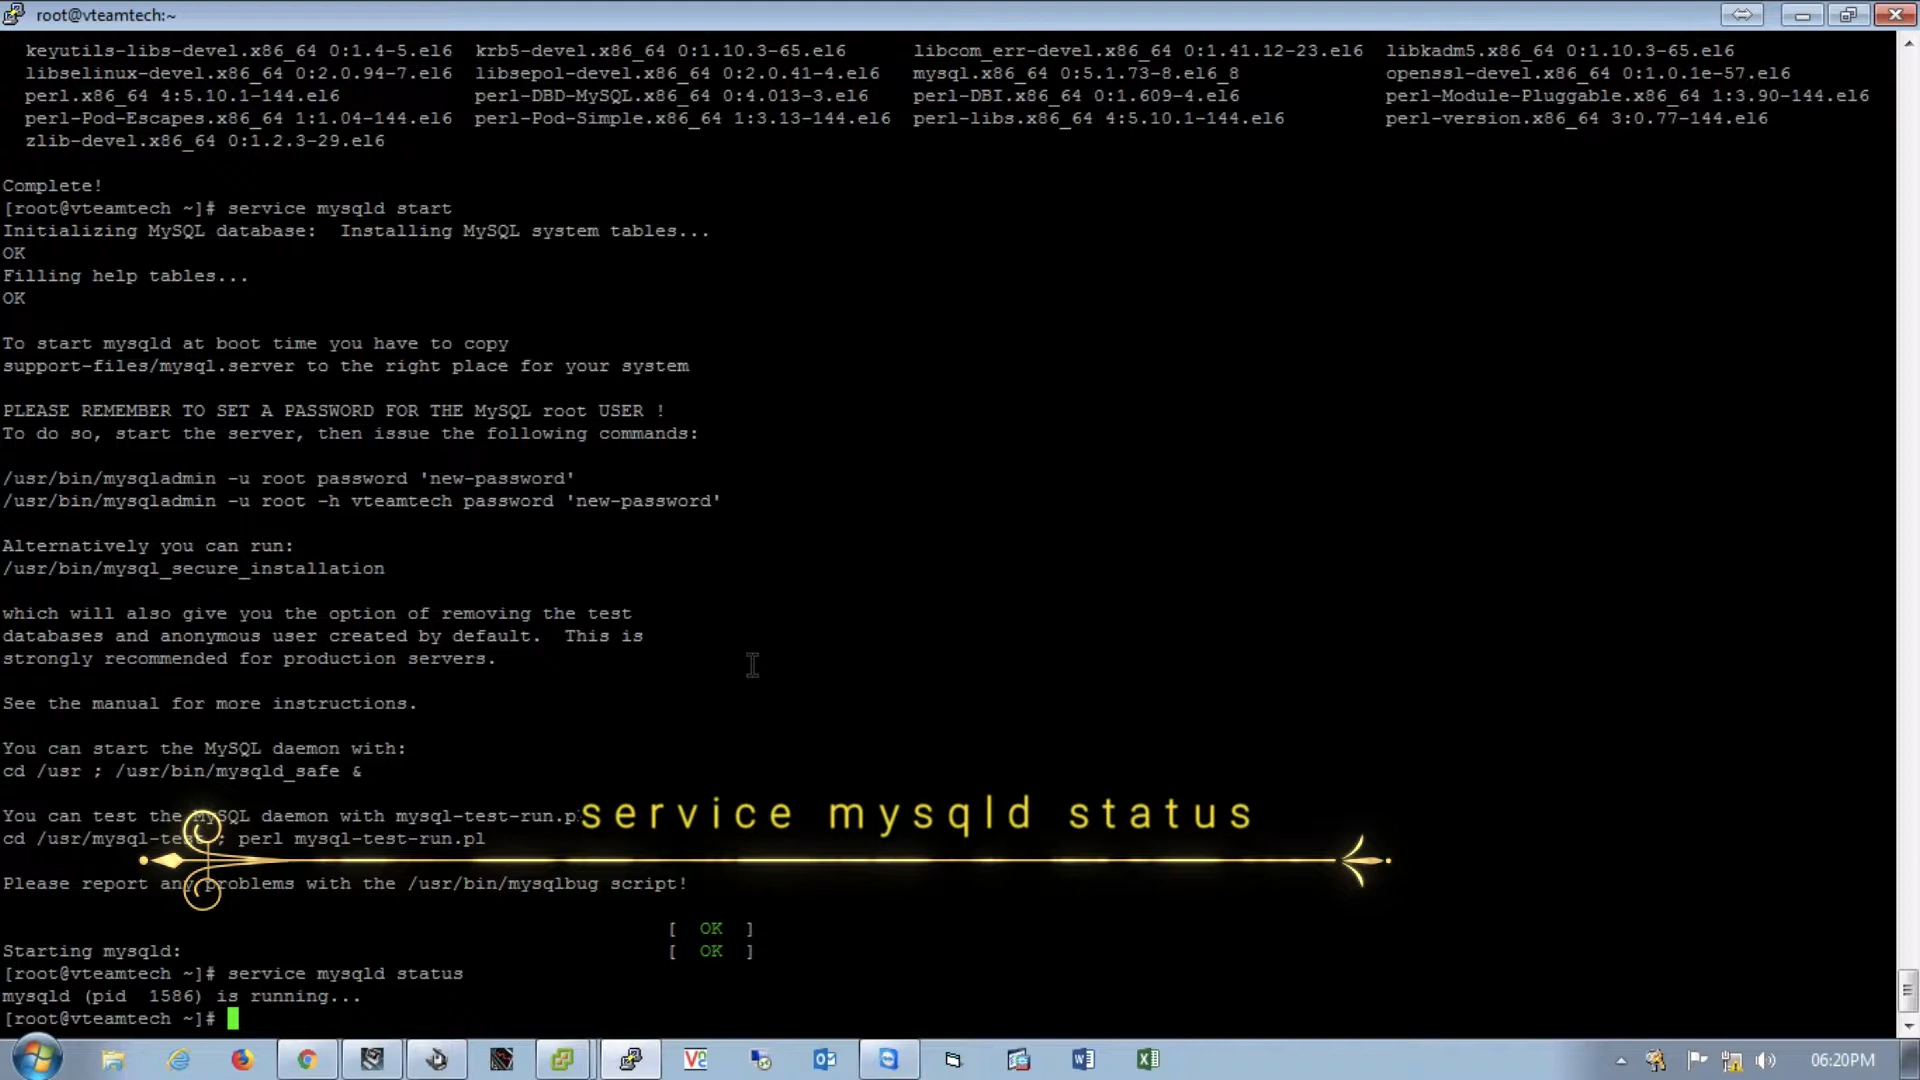 root@vteamtech:~
keyutils-libs-devel.x86_64 0:1.4-5.el6 krb5-devel.x86_64 0:1.10.3-65.el6 libcom_err-devel.x86_64 0:1.41.12-23.el6 libkadm5.x86_64 0:1.10.3-65.el6
libselinux-devel.x86_64 0:2.0.94-7.el6 libsepol-devel.x86_64 0:2.0.41-4.el6 mysql.x86_64 0:5.1.73-8.el6_8 openssl-devel.x86_64 0:1.0.1e-57.el6
perl.x86_64 4:5.10.1-144.el6 perl-DBD-MySQL.x86_64 0:4.013-3.el6 perl-DBI.x86_64 0:1.609-4.el6 perl-Module-Pluggable.x86_64 1:3.90-144.el6
perl-Pod-Escapes.x86_64 1:1.04-144.el6 perl-Pod-Simple.x86_64 1:3.13-144.el6 perl-libs.x86_64 4:5.10.1-144.el6 perl-version.x86_64 3:0.77-144.el6
zlib-devel.x86_64 0:1.2.3-29.el6
Complete!
[root@vteamtech ~]# service mysqld start
Initializing MySQL database:  Installing MySQL system tables...
OK
Filling help tables...
OK
To start mysqld at boot time you have to copy
support-files/mysql.server to the right place for your system
PLEASE REMEMBER TO SET A PASSWORD FOR THE MySQL root USER !
To do so, start the server, then issue the following commands:
/usr/bin/mysqladmin -u root password 'new-password'
/usr/bin/mysqladmin -u root -h vteamtech password 'new-password'
Alternatively you can run:
/usr/bin/mysql_secure_installation
which will also give you the option of removing the test
databases and anonymous user created by default.  This is
strongly recommended for production servers.
See the manual for more instructions.
You can start the MySQL daemon with:
cd /usr ; /usr/bin/mysqld_safe &
You can test the MySQL daemon with mysql-test-run.p
service mysqld status
cd /usr/mysql-test ; perl mysql-test-run.pl
Please report any problems with the /usr/bin/mysqlbug script!
[  OK  ]
Starting mysqld: [  OK  ]
[root@vteamtech ~]# service mysqld status
mysqld (pid  1586) is running...
[root@vteamtech ~]#
06:20PM